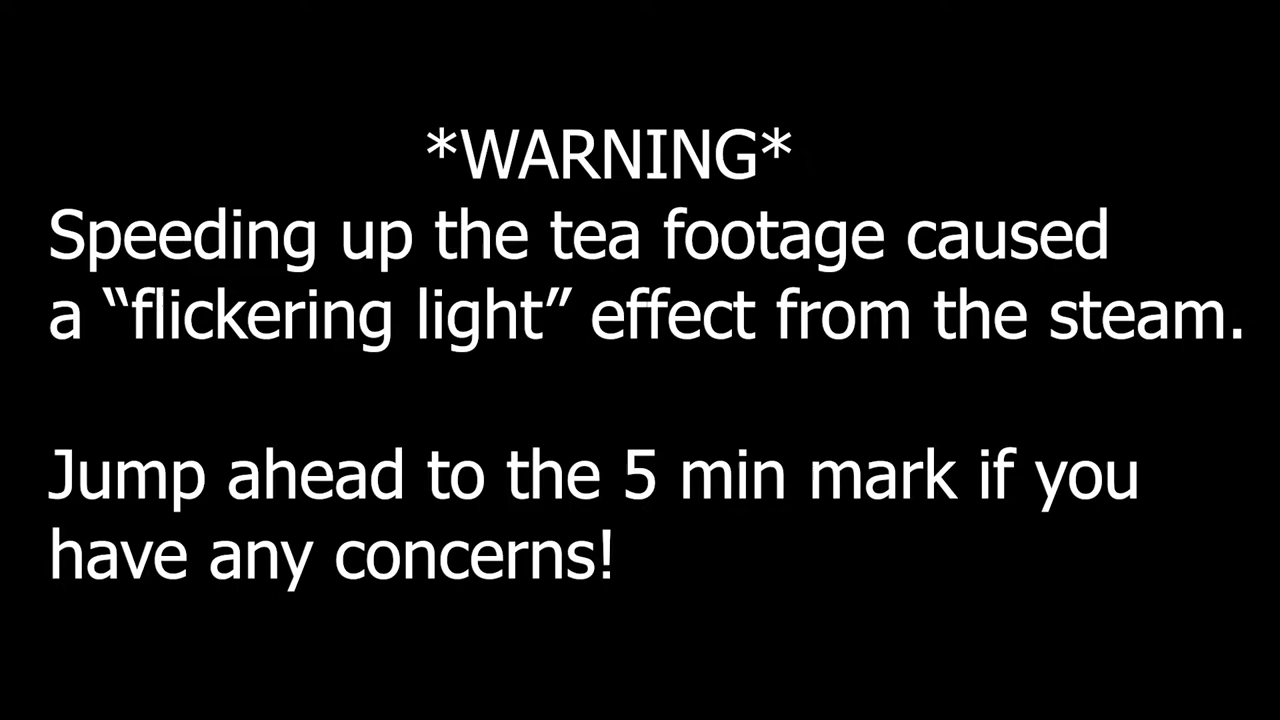 *WARNING*
Speeding up the tea footage caused
a “flickering light” effect from the steam.
Jump ahead to the 5 min mark if you
have any concerns!